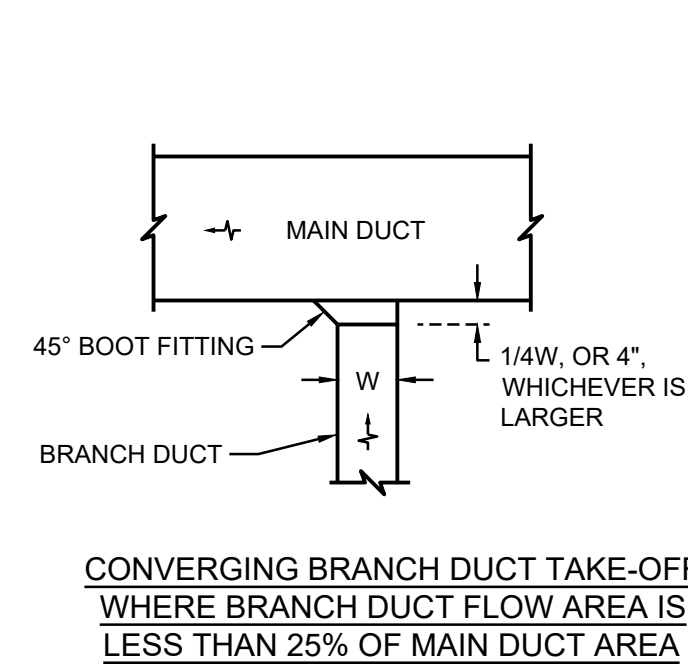 MAIN DUCT
45° BOOT FITTING
1/4W, OR 4",
WHICHEVER IS
LARGER
W
BRANCH DUCT
CONVERGING BRANCH DUCT TAKE-OFF
WHERE BRANCH DUCT FLOW AREA IS
LESS THAN 25% OF MAIN DUCT AREA